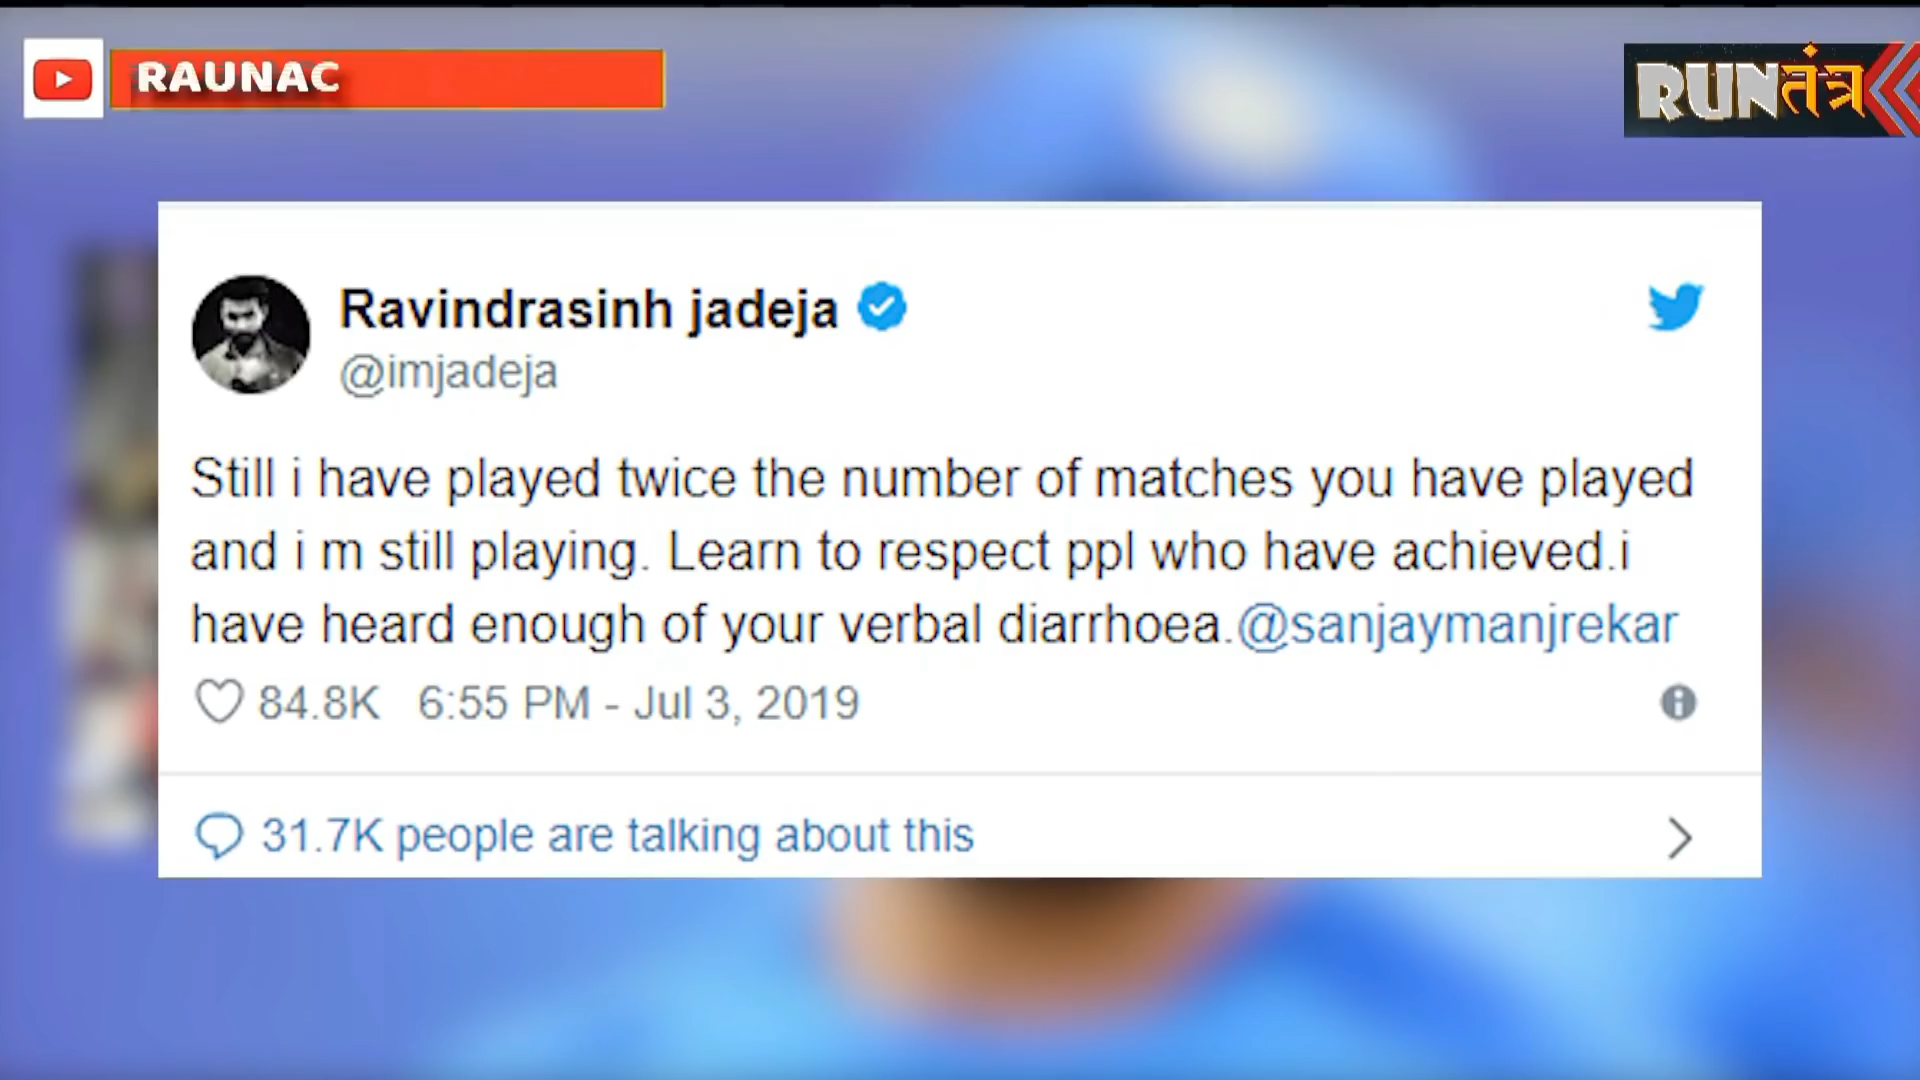 RAUNAC
RUNतंत्र
Ravindrasinh jadeja
@imjadeja
Still i have played twice the number of matches you have played
and i m still playing. Learn to respect ppl who have achieved.i
have heard enough of your verbal diarrhoea.@sanjaymanjrekar
84.8K 6:55 PM - Jul 3, 2019
31.7K people are talking about this